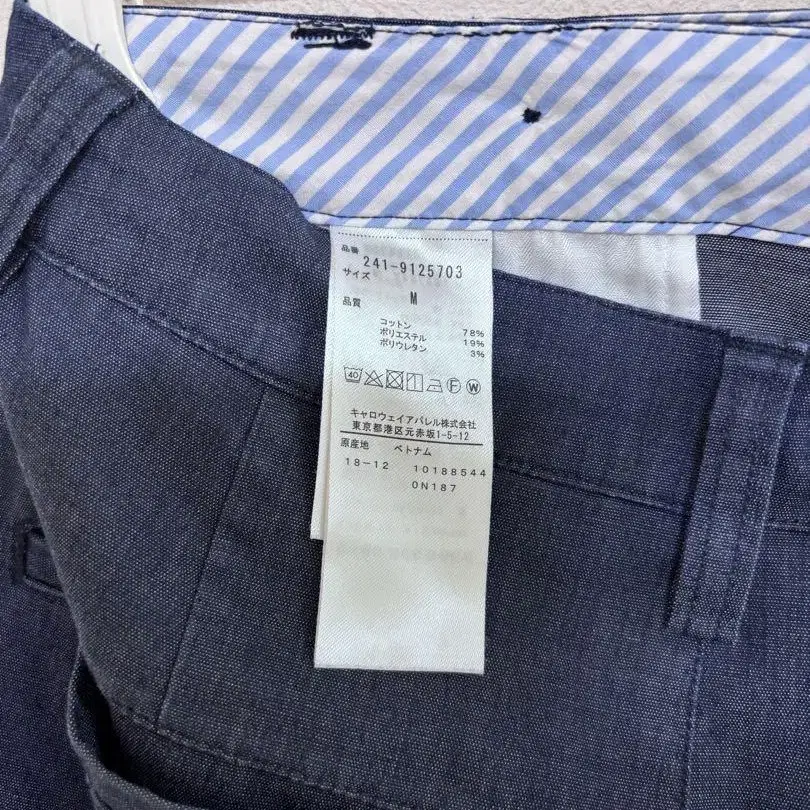 品番
241-9125703
サイズ
M
品質
コットン 78%
ポリエステル 19%
ポリウレタン 3%
40 F W
キャロウェイアパレル株式会社
東京都港区元赤坂1-5-12
原産地 ベトナム
18-12 10188544
0N187